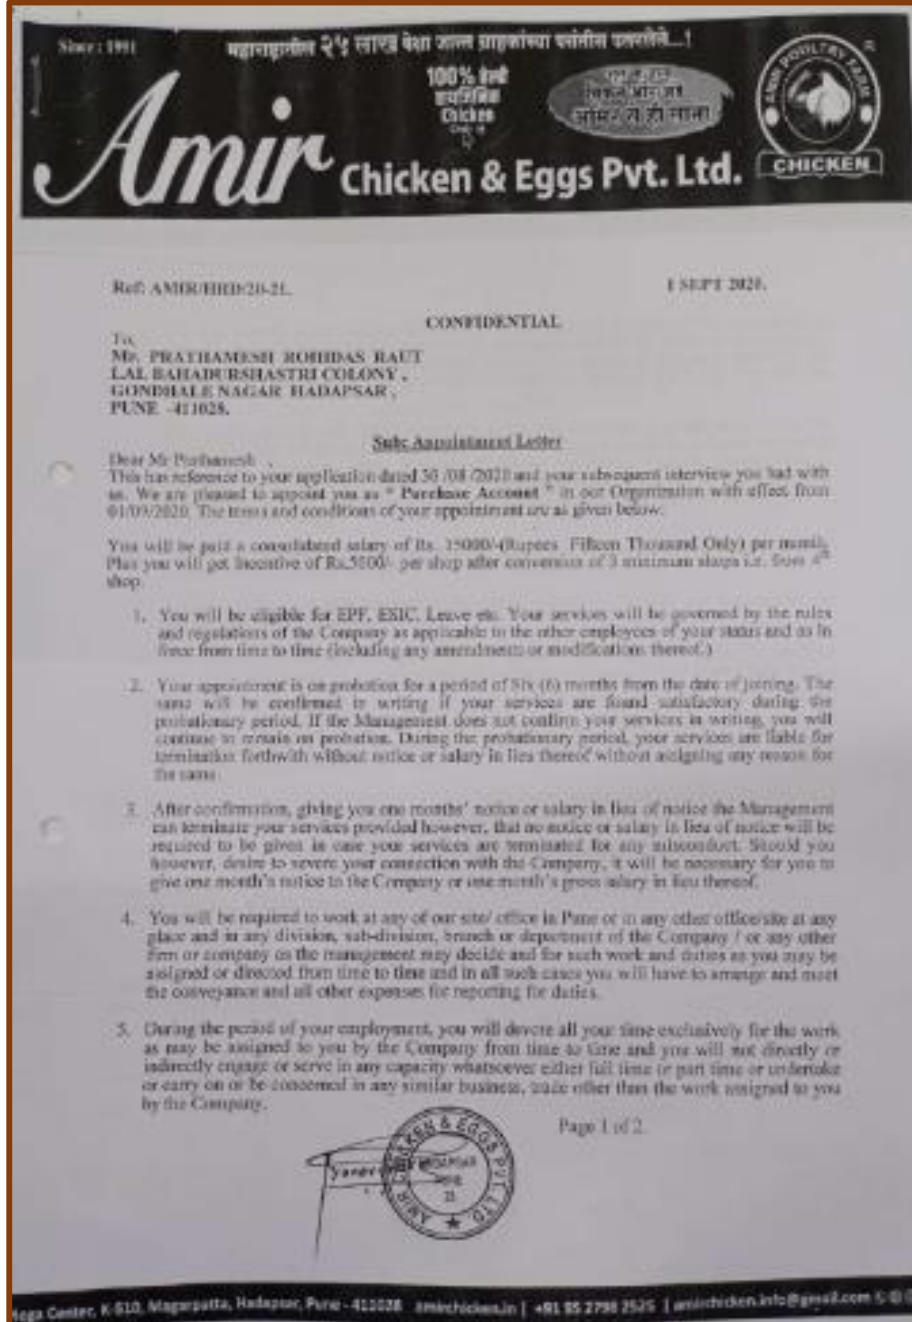 Since : 1991
महाराष्ट्रातील २५ लाख पेक्षा जास्त ग्राहकांच्या पसंतीस उतरलेले...!
100% हेल्दी
Chicken
चिकन और अंडे
आमिर से ही लाना
AMIR POULTRY FARM
CHICKEN
Amir Chicken & Eggs Pvt. Ltd.
Ref: AMIR/HRD/20-21.
1 SEPT 2020.
CONFIDENTIAL
To,
Mr. PRATHAMESH ROHIDAS RAUT
LAL BAHADURSHASTRI COLONY ,
GONDHALE NAGAR HADAPSAR ,
PUNE -411028.
Sub: Appointment Letter
Dear Mr Prathamesh ,
This has reference to your application dated 30 /08 /2020 and your subsequent interview you had with
us. We are pleased to appoint you as " Purchase Account " in our Organization with effect from
01/09/2020. The terms and conditions of your appointment are as given below:
You will be paid a consolidated salary of Rs. 15000/-(Rupees Fifteen Thousand Only) per month.
Plus you will get Incentive of Rs.5000/- per shop after conversion of 3 minimum shops i.e. from 4th
shop.
1. You will be eligible for EPF, ESIC, Leave etc. Your services will be governed by the rules
and regulations of the Company as applicable to the other employees of your status and as in
force from time to time (including any amendments or modifications thereof.)
2. Your appointment is on probation for a period of Six (6) months from the date of joining. The
same will be confirmed in writing if your services are found satisfactory during the
probationary period. If the Management does not confirm your services in writing, you will
continue to remain on probation. During the probationary period, your services are liable for
termination forthwith without notice or salary in lieu thereof without assigning any reason for
the same.
3. After confirmation, giving you one months' notice or salary in lieu of notice the Management
can terminate your services provided however, that no notice or salary in lieu of notice will be
required to be given in case your services are terminated for any misconduct. Should you
however, desire to severe your connection with the Company, it will be necessary for you to
give one month's notice to the Company or one month's gross salary in lieu thereof.
4. You will be required to work at any of our site/ office in Pune or in any other office/site at any
place and in any division, sub-division, branch or department of the Company / or any other
firm or company as the management may decide and for such work and duties as you may be
assigned or directed from time to time and in all such cases you will have to arrange and meet
the conveyance and all other expenses for reporting for duties.
5. During the period of your employment, you will devote all your time exclusively for the work
as may be assigned to you by the Company from time to time and you will not directly or
indirectly engage or serve in any capacity whatsoever either full time or part time or undertake
or carry on or be concerned in any similar business, trade other than the work assigned to you
by the Company.
Page 1 of 2.
AMIR CHICKEN & EGGS PVT. LTD
HADAPSAR
PUNE
Mega Center, K-510, Magarpatta, Hadapsar, Pune - 411028 amirchicken.in | +91 95 2798 2525 | amirchicken.info@gmail.com